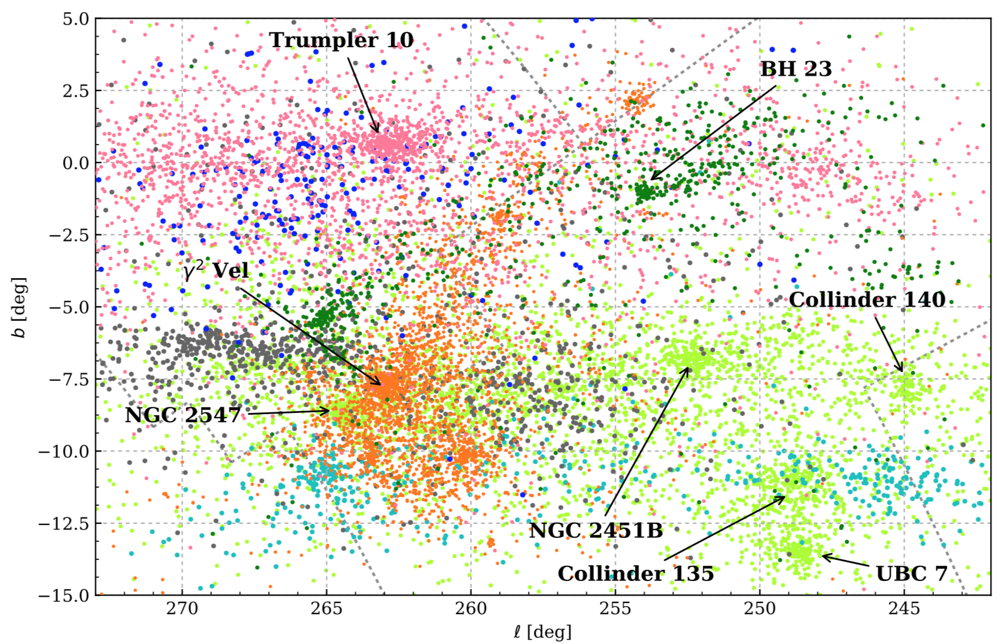 5.0
Trumpler 10
BH 23
2.5
0.0
−2.5
γ² Vel
Collinder 140
−5.0
b [deg]
−7.5
NGC 2547
−10.0
−12.5
NGC 2451B
Collinder 135
UBC 7
−15.0
270
265
260
255
250
245
ℓ [deg]